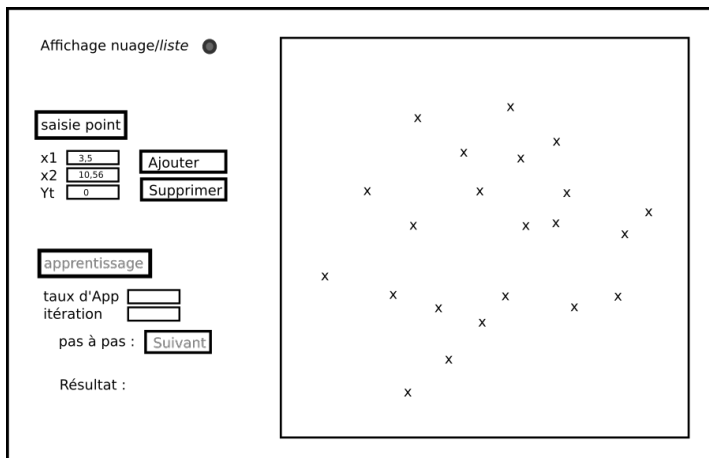 Affichage nuage/liste
saisie point
x1 3,5
x2 10,56
Yt 0
Ajouter
Supprimer
apprentissage
taux d'App
itération
pas à pas : Suivant
Résultat :